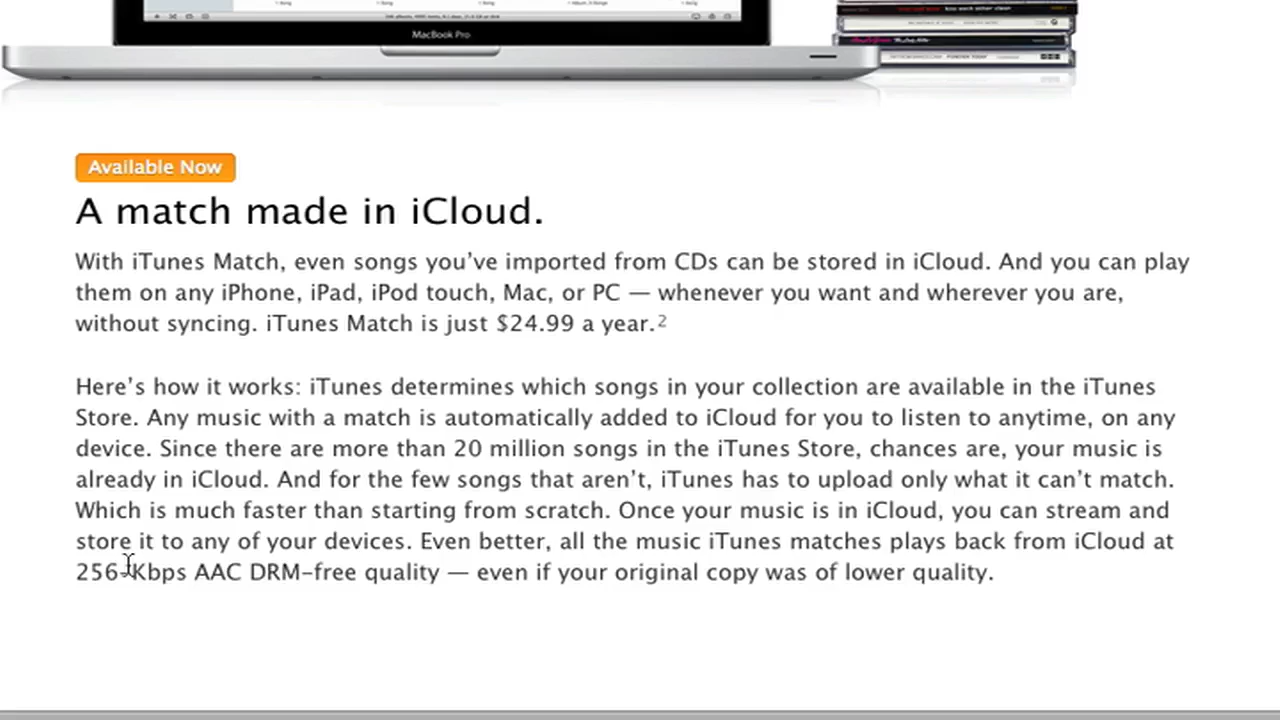 MacBook Pro
Available Now
A match made in iCloud.
With iTunes Match, even songs you’ve imported from CDs can be stored in iCloud. And you can play
them on any iPhone, iPad, iPod touch, Mac, or PC — whenever you want and wherever you are,
without syncing. iTunes Match is just $24.99 a year.2
Here’s how it works: iTunes determines which songs in your collection are available in the iTunes
Store. Any music with a match is automatically added to iCloud for you to listen to anytime, on any
device. Since there are more than 20 million songs in the iTunes Store, chances are, your music is
already in iCloud. And for the few songs that aren’t, iTunes has to upload only what it can’t match.
Which is much faster than starting from scratch. Once your music is in iCloud, you can stream and
store it to any of your devices. Even better, all the music iTunes matches plays back from iCloud at
256-Kbps AAC DRM-free quality — even if your original copy was of lower quality.